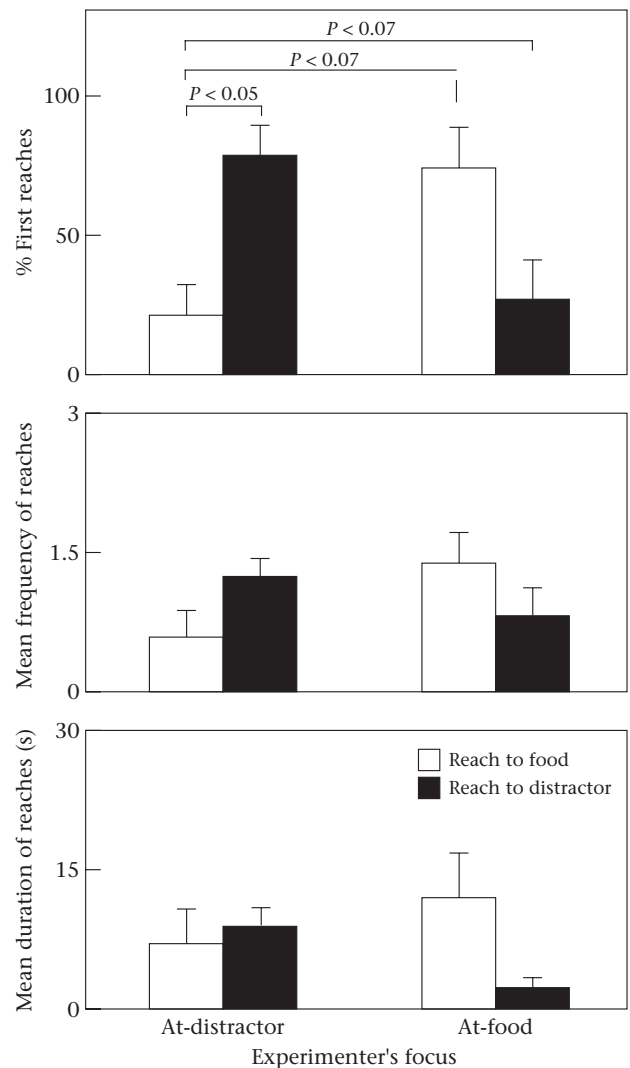 P < 0.07
P < 0.07
P < 0.05
100
50
0
% First reaches
3
1.5
0
Mean frequency of reaches
30
15
0
Mean duration of reaches (s)
Reach to food
Reach to distractor
At-distractor At-food
Experimenter's focus